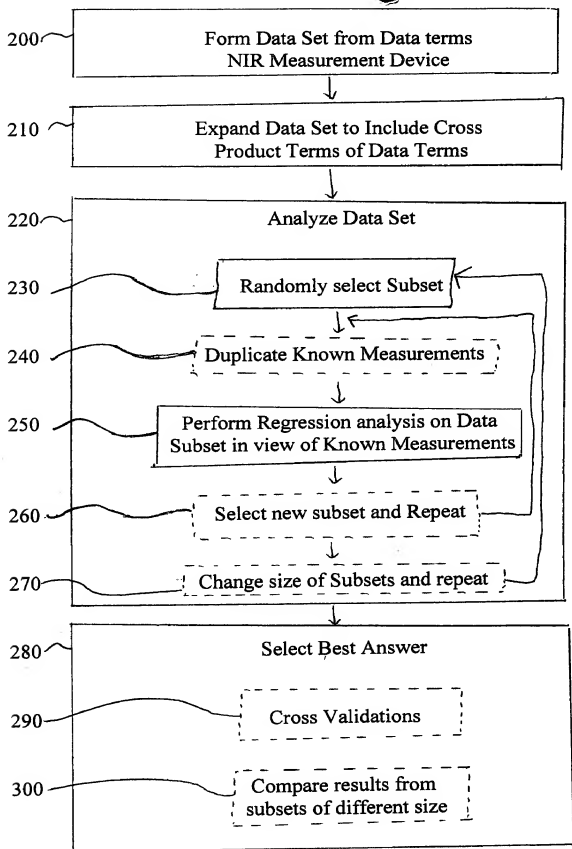 200
Form Data Set from Data terms
NIR Measurement Device
210
Expand Data Set to Include Cross
Product Terms of Data Terms
220
Analyze Data Set
230
Randomly select Subset
240
Duplicate Known Measurements
250
Perform Regression analysis on Data
Subset in view of Known Measurements
260
Select new subset and Repeat
270
Change size of Subsets and repeat
280
Select Best Answer
290
Cross Validations
300
Compare results from
subsets of different size